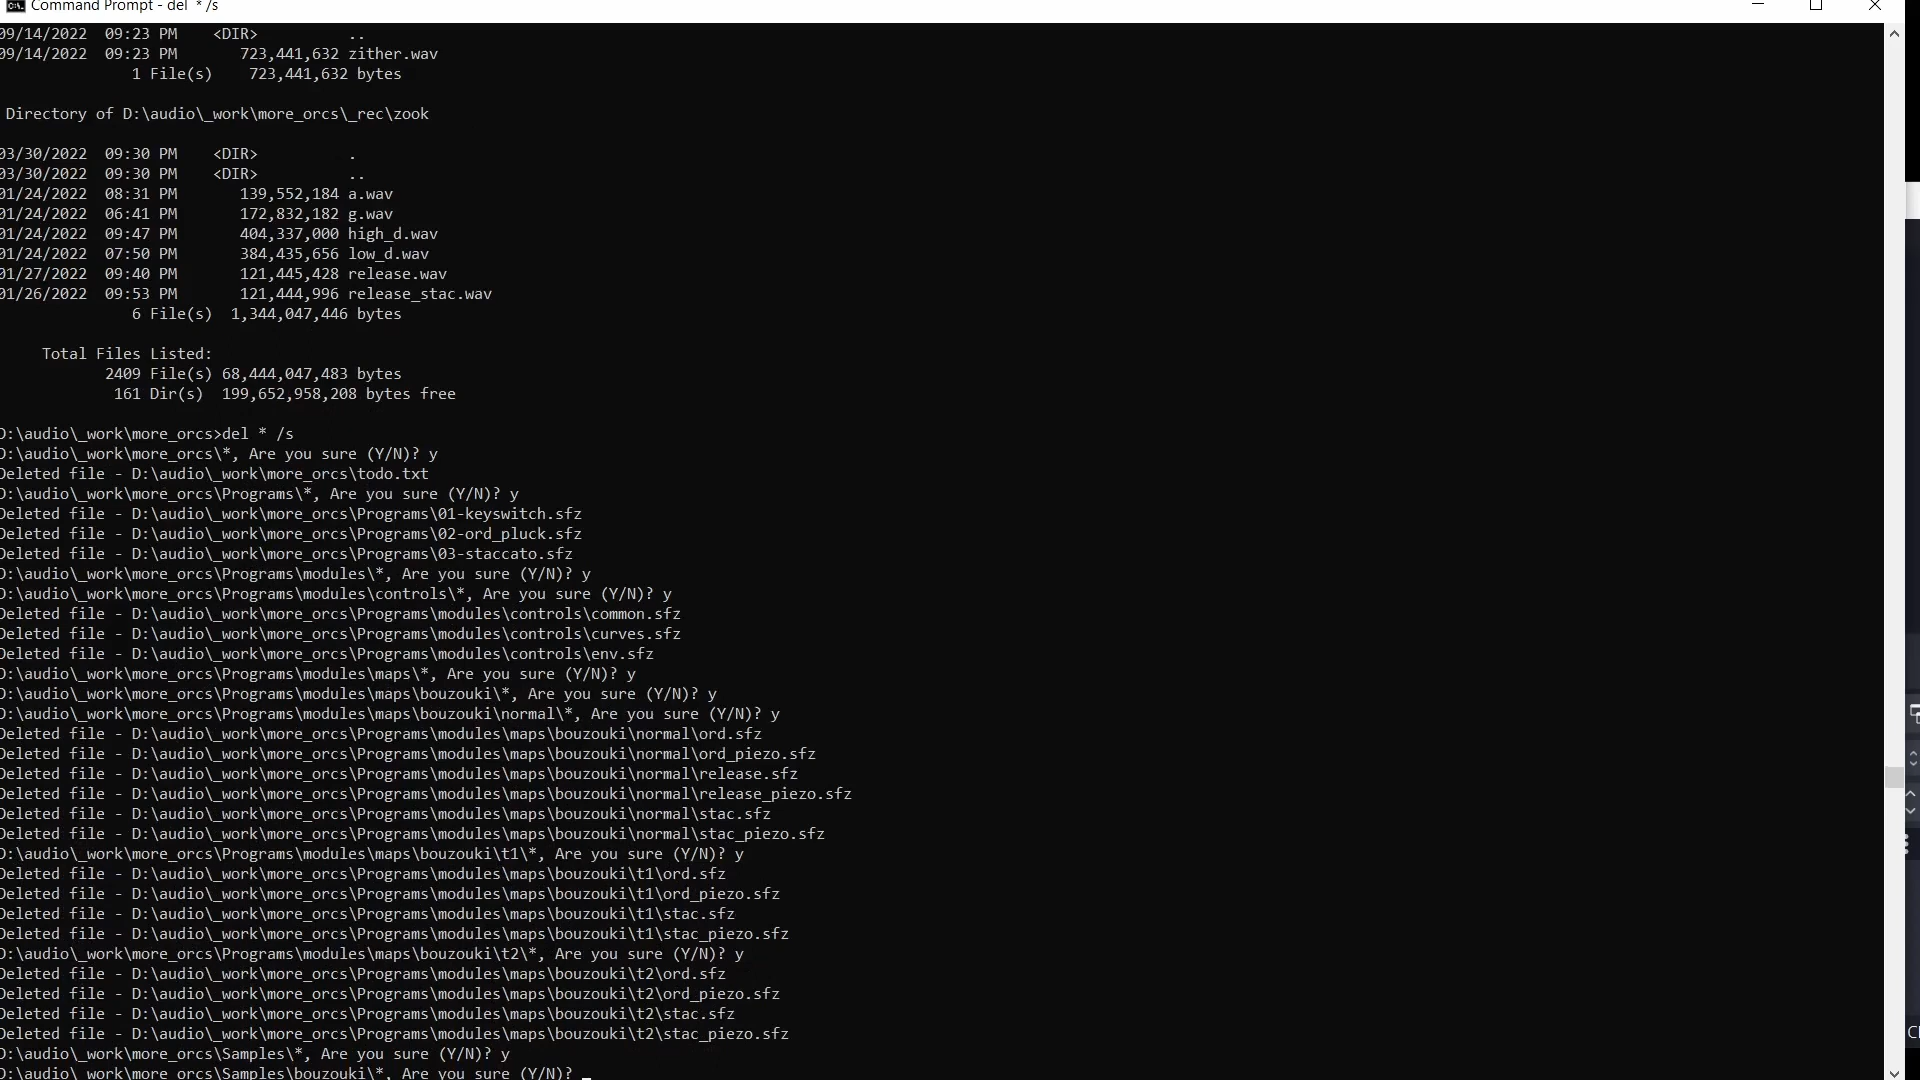 Command Prompt - del * /s
09/14/2022  09:23 PM    <DIR>          ..
09/14/2022  09:23 PM       723,441,632 zither.wav
1 File(s)    723,441,632 bytes
Directory of D:\audio\_work\more_orcs\_rec\zook
03/30/2022  09:30 PM    <DIR>          .
03/30/2022  09:30 PM    <DIR>          ..
01/24/2022  08:31 PM       139,552,184 a.wav
01/24/2022  06:41 PM       172,832,182 g.wav
01/24/2022  09:47 PM       404,337,000 high_d.wav
01/24/2022  07:50 PM       384,435,656 low_d.wav
01/27/2022  09:40 PM       121,445,428 release.wav
01/26/2022  09:53 PM       121,444,996 release_stac.wav
6 File(s)  1,344,047,446 bytes
Total Files Listed:
2409 File(s) 68,444,047,483 bytes
161 Dir(s)  199,652,958,208 bytes free
D:\audio\_work\more_orcs>del * /s
D:\audio\_work\more_orcs\*, Are you sure (Y/N)? y
Deleted file - D:\audio\_work\more_orcs\todo.txt
D:\audio\_work\more_orcs\Programs\*, Are you sure (Y/N)? y
Deleted file - D:\audio\_work\more_orcs\Programs\01-keyswitch.sfz
Deleted file - D:\audio\_work\more_orcs\Programs\02-ord_pluck.sfz
Deleted file - D:\audio\_work\more_orcs\Programs\03-staccato.sfz
D:\audio\_work\more_orcs\Programs\modules\*, Are you sure (Y/N)? y
D:\audio\_work\more_orcs\Programs\modules\controls\*, Are you sure (Y/N)? y
Deleted file - D:\audio\_work\more_orcs\Programs\modules\controls\common.sfz
Deleted file - D:\audio\_work\more_orcs\Programs\modules\controls\curves.sfz
Deleted file - D:\audio\_work\more_orcs\Programs\modules\controls\env.sfz
D:\audio\_work\more_orcs\Programs\modules\maps\*, Are you sure (Y/N)? y
D:\audio\_work\more_orcs\Programs\modules\maps\bouzouki\*, Are you sure (Y/N)? y
D:\audio\_work\more_orcs\Programs\modules\maps\bouzouki\normal\*, Are you sure (Y/N)? y
Deleted file - D:\audio\_work\more_orcs\Programs\modules\maps\bouzouki\normal\ord.sfz
Deleted file - D:\audio\_work\more_orcs\Programs\modules\maps\bouzouki\normal\ord_piezo.sfz
Deleted file - D:\audio\_work\more_orcs\Programs\modules\maps\bouzouki\normal\release.sfz
Deleted file - D:\audio\_work\more_orcs\Programs\modules\maps\bouzouki\normal\release_piezo.sfz
Deleted file - D:\audio\_work\more_orcs\Programs\modules\maps\bouzouki\normal\stac.sfz
Deleted file - D:\audio\_work\more_orcs\Programs\modules\maps\bouzouki\normal\stac_piezo.sfz
D:\audio\_work\more_orcs\Programs\modules\maps\bouzouki\t1\*, Are you sure (Y/N)? y
Deleted file - D:\audio\_work\more_orcs\Programs\modules\maps\bouzouki\t1\ord.sfz
Deleted file - D:\audio\_work\more_orcs\Programs\modules\maps\bouzouki\t1\ord_piezo.sfz
Deleted file - D:\audio\_work\more_orcs\Programs\modules\maps\bouzouki\t1\stac.sfz
Deleted file - D:\audio\_work\more_orcs\Programs\modules\maps\bouzouki\t1\stac_piezo.sfz
D:\audio\_work\more_orcs\Programs\modules\maps\bouzouki\t2\*, Are you sure (Y/N)? y
Deleted file - D:\audio\_work\more_orcs\Programs\modules\maps\bouzouki\t2\ord.sfz
Deleted file - D:\audio\_work\more_orcs\Programs\modules\maps\bouzouki\t2\ord_piezo.sfz
Deleted file - D:\audio\_work\more_orcs\Programs\modules\maps\bouzouki\t2\stac.sfz
Deleted file - D:\audio\_work\more_orcs\Programs\modules\maps\bouzouki\t2\stac_piezo.sfz
D:\audio\_work\more_orcs\Samples\*, Are you sure (Y/N)? y
D:\audio\_work\more_orcs\Samples\bouzouki\*, Are you sure (Y/N)? _